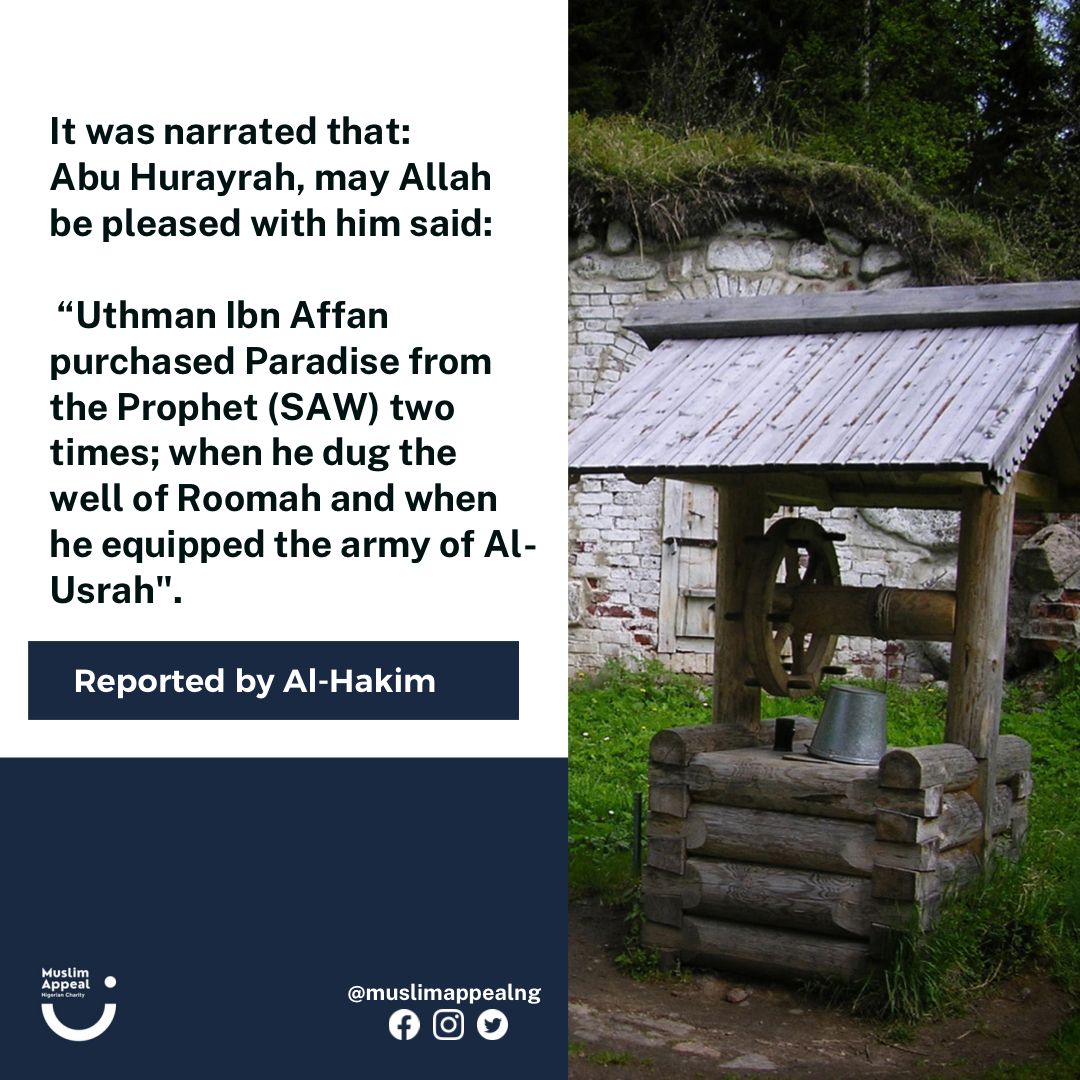 It was narrated that:
Abu Hurayrah, may Allah
be pleased with him said:
“Uthman Ibn Affan
purchased Paradise from
the Prophet (SAW) two
times; when he dug the
well of Roomah and when
he equipped the army of Al-
Usrah".
Reported by Al-Hakim
Muslim
Appeal
Nigerian Charity
@muslimappealng